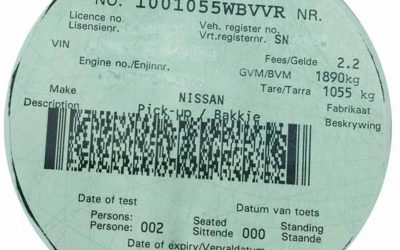 NO. 1001055WBVVR NR.
Licence no./ Veh. register no./
Lisensienr. Vrt.registernr. SN
VIN Fees/Gelde 2.2
Engine no./Enjinnr. GVM/BVM 1890kg
Tare/Tarra 1055 kg
Make NISSAN Fabrikaat
Description Pick-up / Bakkie Beskrywing
Date of test Datum van toets
Persons: Seated Standing
Persone: 002 Sittende 000 Staande
Date of expiry/Vervaldatum